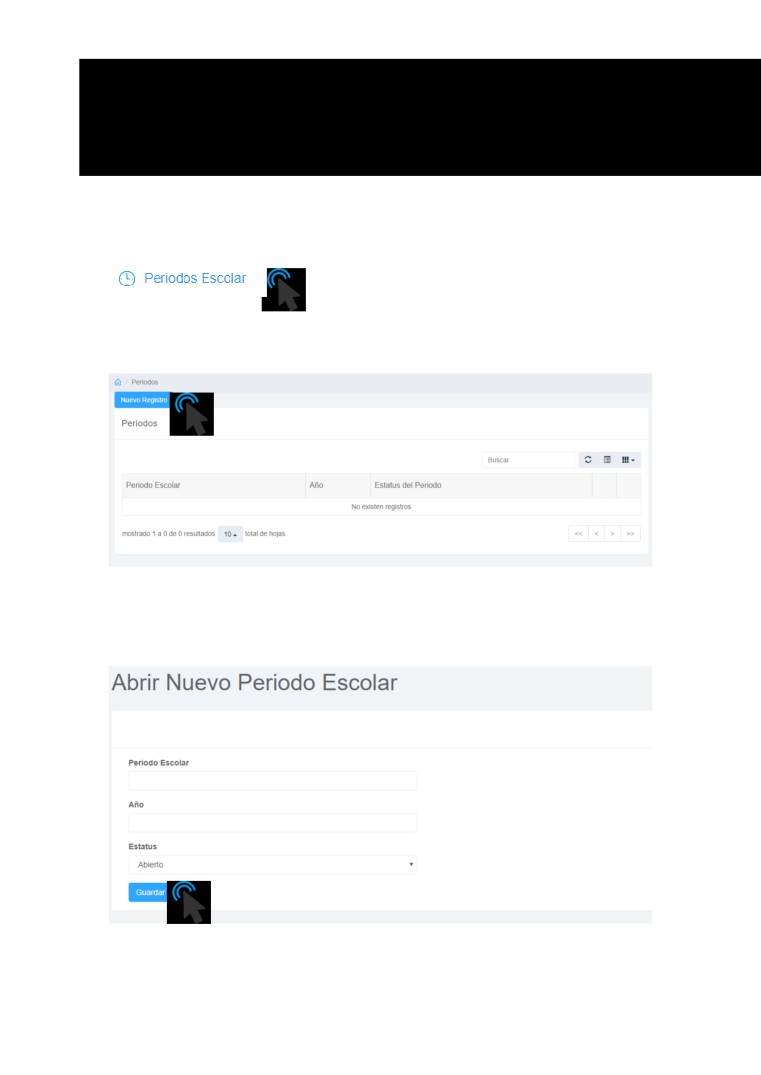 Periodos Escolar
/ Periodos
Nuevo Registro
Periodos
Buscar
Periodo Escolar Año Estatus del Periodo
No existen registros
mostrado 1 a 0 de 0 resultados 10 total de hojas << < > >>
Abrir Nuevo Periodo Escolar
Periodo Escolar
Año
Estatus
Abierto
Guardar